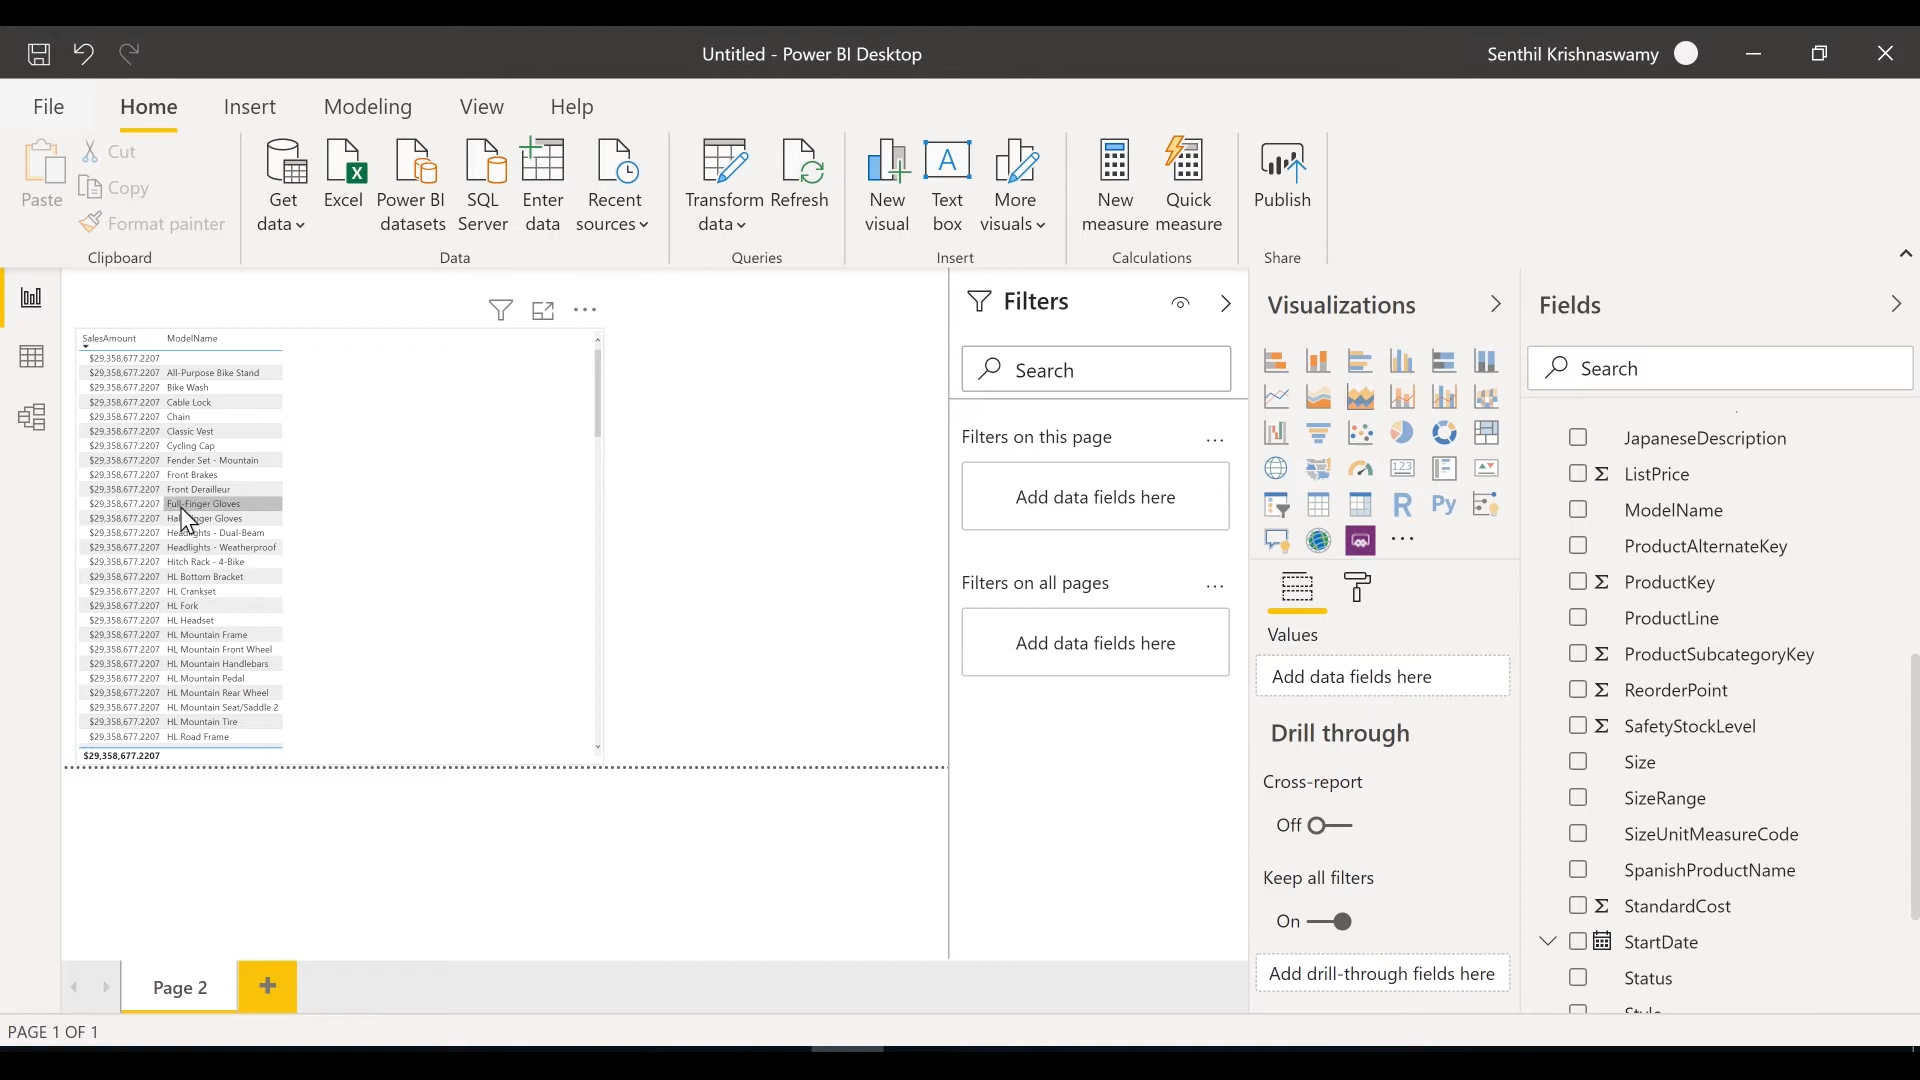 Untitled - Power BI Desktop
Senthil Krishnaswamy
File Home Insert Modeling View Help
Paste
Cut
Copy
Format painter
Clipboard
Get data
Excel
Power BI datasets
SQL Server
Enter data
Recent sources
Data
Transform data
Refresh
Queries
New visual
Text box
More visuals
Insert
New measure
Quick measure
Calculations
Publish
Share
SalesAmount ModelName
$29,358,677.2207
$29,358,677.2207 All-Purpose Bike Stand
$29,358,677.2207 Bike Wash
$29,358,677.2207 Cable Lock
$29,358,677.2207 Chain
$29,358,677.2207 Classic Vest
$29,358,677.2207 Cycling Cap
$29,358,677.2207 Fender Set - Mountain
$29,358,677.2207 Front Brakes
$29,358,677.2207 Front Derailleur
$29,358,677.2207 Full-Finger Gloves
$29,358,677.2207 Half-Finger Gloves
$29,358,677.2207 Headlights - Dual-Beam
$29,358,677.2207 Headlights - Weatherproof
$29,358,677.2207 Hitch Rack - 4-Bike
$29,358,677.2207 HL Bottom Bracket
$29,358,677.2207 HL Crankset
$29,358,677.2207 HL Fork
$29,358,677.2207 HL Headset
$29,358,677.2207 HL Mountain Frame
$29,358,677.2207 HL Mountain Front Wheel
$29,358,677.2207 HL Mountain Handlebars
$29,358,677.2207 HL Mountain Pedal
$29,358,677.2207 HL Mountain Rear Wheel
$29,358,677.2207 HL Mountain Seat/Saddle 2
$29,358,677.2207 HL Mountain Tire
$29,358,677.2207 HL Road Frame
$29,358,677.2207
Filters
Search
Filters on this page
Add data fields here
Filters on all pages
Add data fields here
Visualizations
123
R
Py
Values
Add data fields here
Drill through
Cross-report
Off
Keep all filters
On
Add drill-through fields here
Fields
Search
JapaneseDescription
Σ ListPrice
ModelName
ProductAlternateKey
Σ ProductKey
ProductLine
Σ ProductSubcategoryKey
Σ ReorderPoint
Σ SafetyStockLevel
Size
SizeRange
SizeUnitMeasureCode
SpanishProductName
Σ StandardCost
StartDate
Status
Page 2
PAGE 1 OF 1